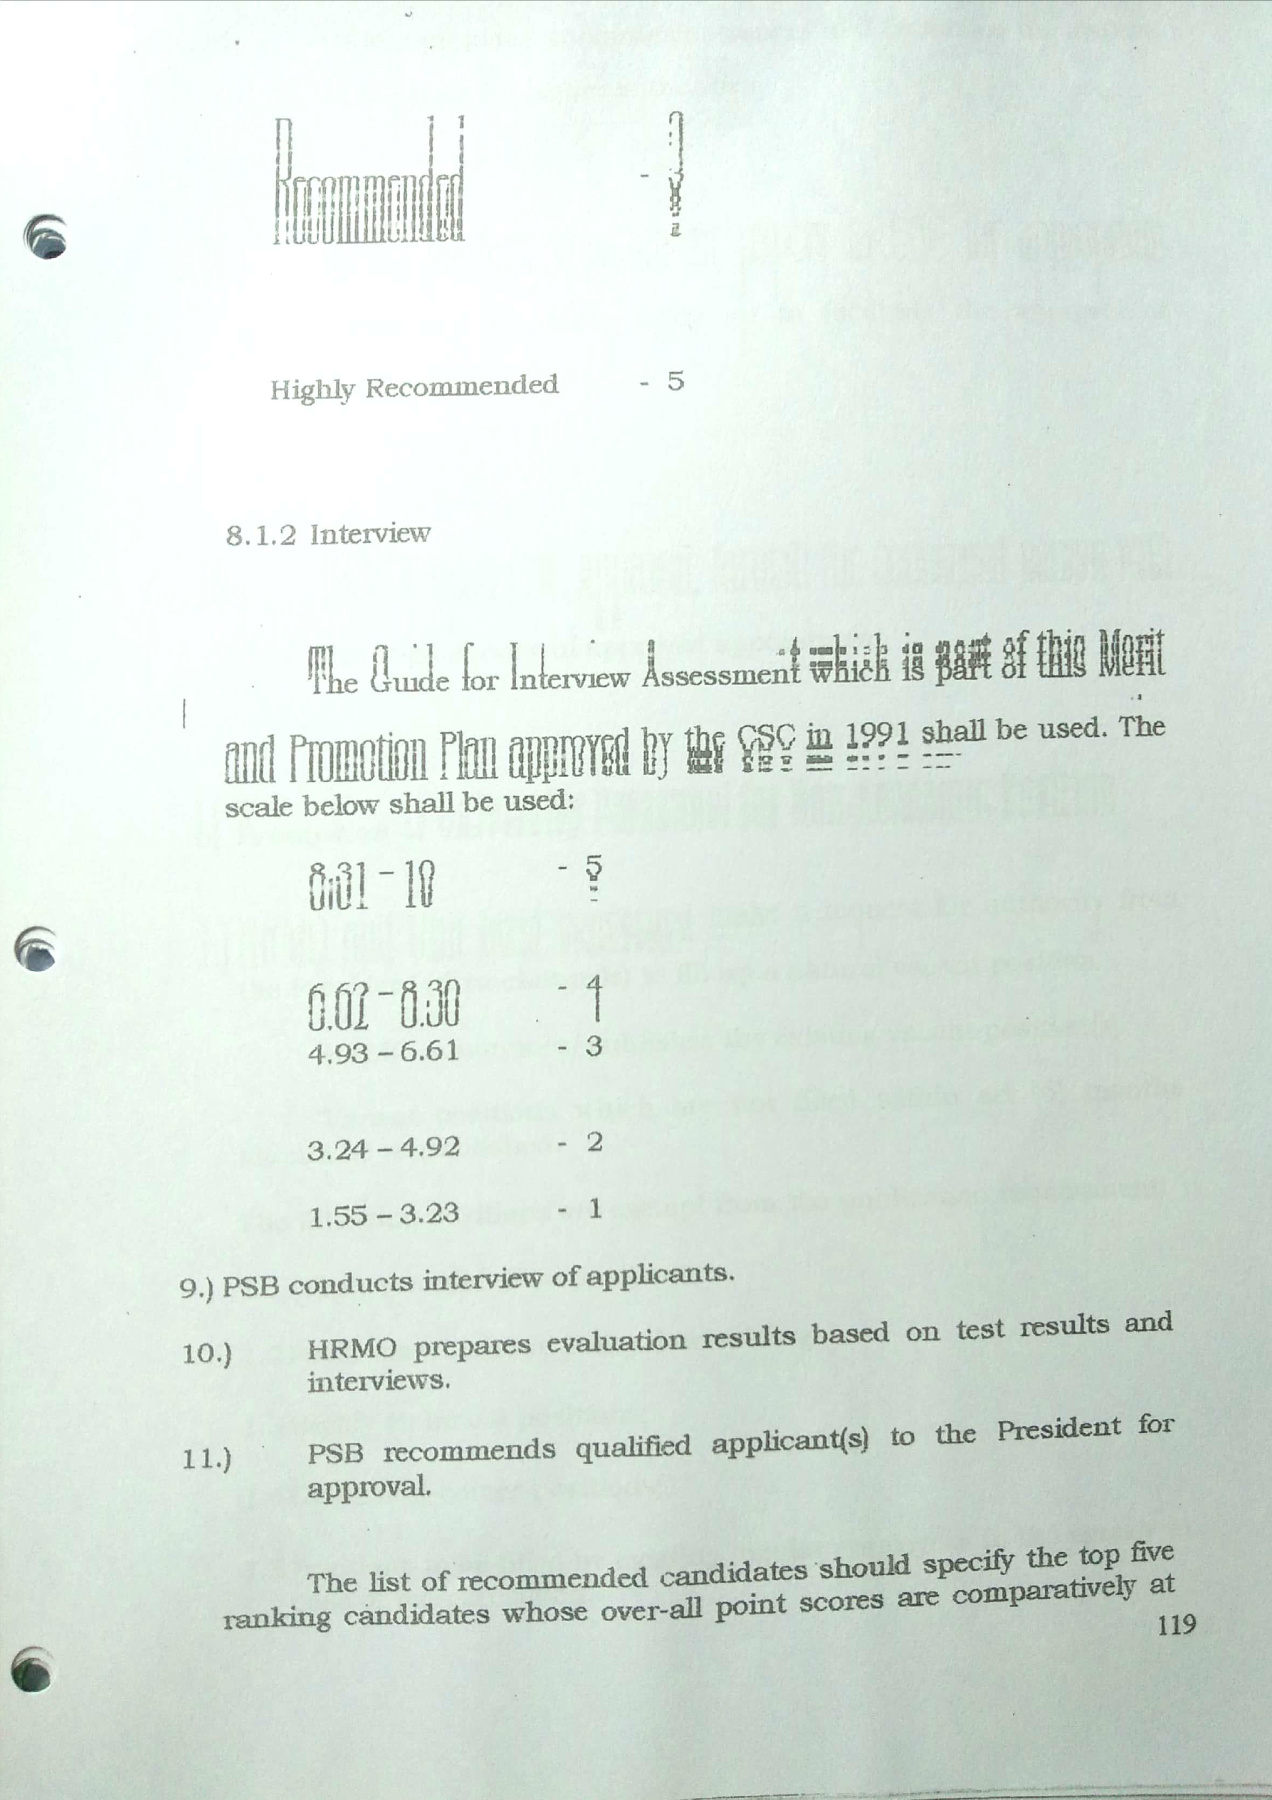 Recommended -
Highly Recommended - 5
8.1.2 Interview
The Guide for Interview Assessment which is part of this Merit
and Promotion Plan approved by the CSC in 1991 shall be used. The
scale below shall be used:
8.31 – 10 - 5
6.62 – 8.30 - 4
4.93 – 6.61 - 3
3.24 – 4.92 - 2
1.55 – 3.23 - 1
9.) PSB conducts interview of applicants.
10.) HRMO prepares evaluation results based on test results and
interviews.
11.) PSB recommends qualified applicant(s) to the President for
approval.
The list of recommended candidates should specify the top five
ranking candidates whose over-all point scores are comparatively at
119